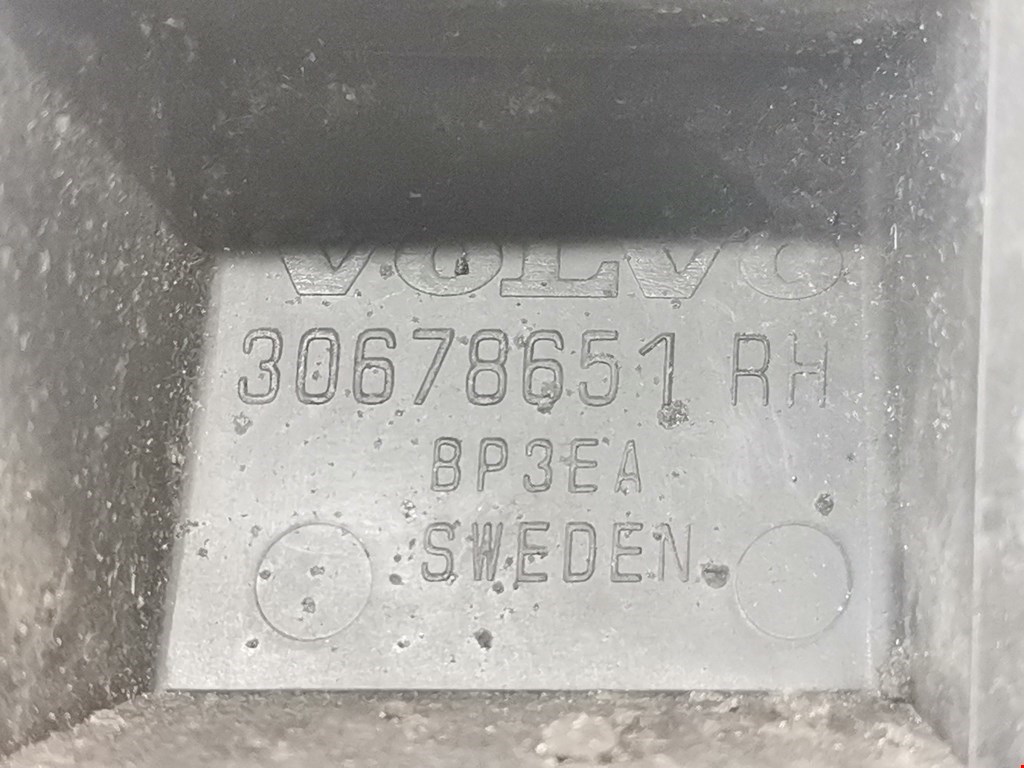 VOLVO
30678651 RH
BP3EA
SWEDEN